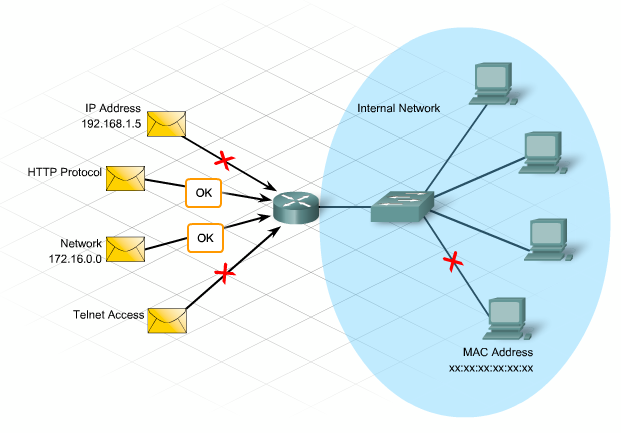 IP Address
192.168.1.5
Internal Network
HTTP Protocol
OK
Network
172.16.0.0
OK
Telnet Access
MAC Address
xx:xx:xx:xx:xx:xx